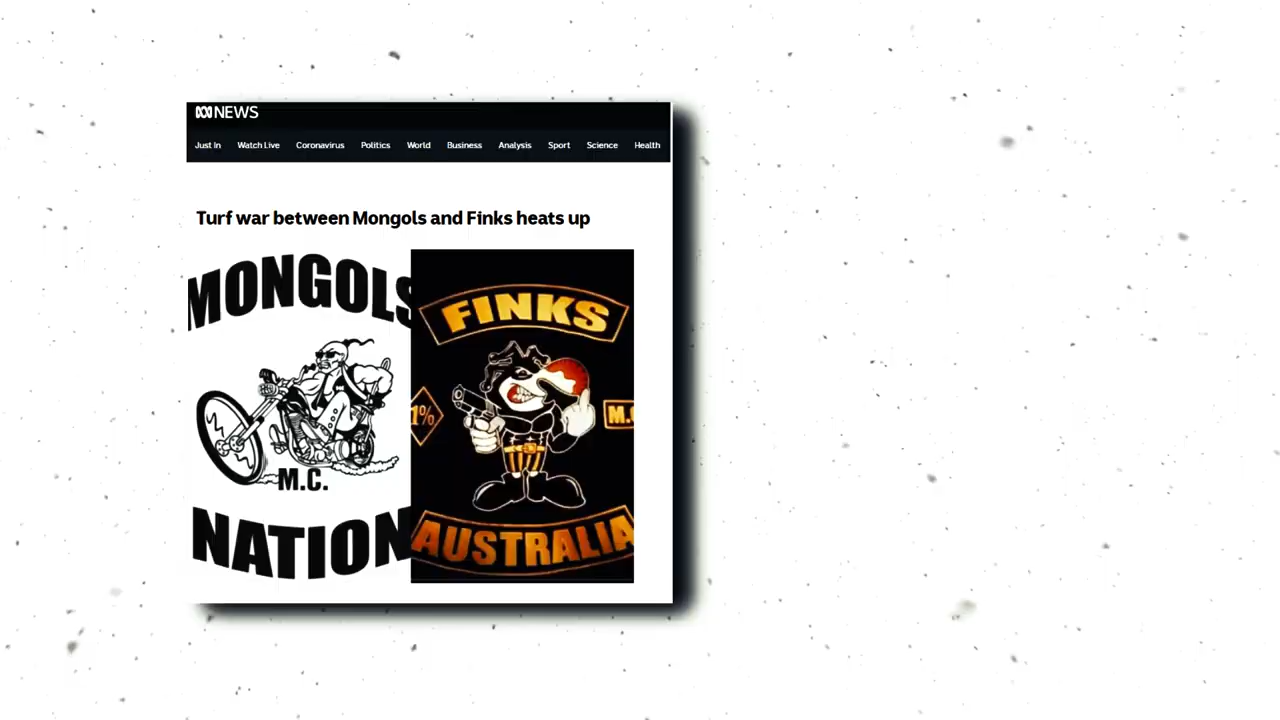 NEWS
Just In Watch Live Coronavirus Politics World Business Analysis Sport Science Health
Turf war between Mongols and Finks heats up
MONGOLS
M.C.
NATION
FINKS
1%
M.C
AUSTRALIA